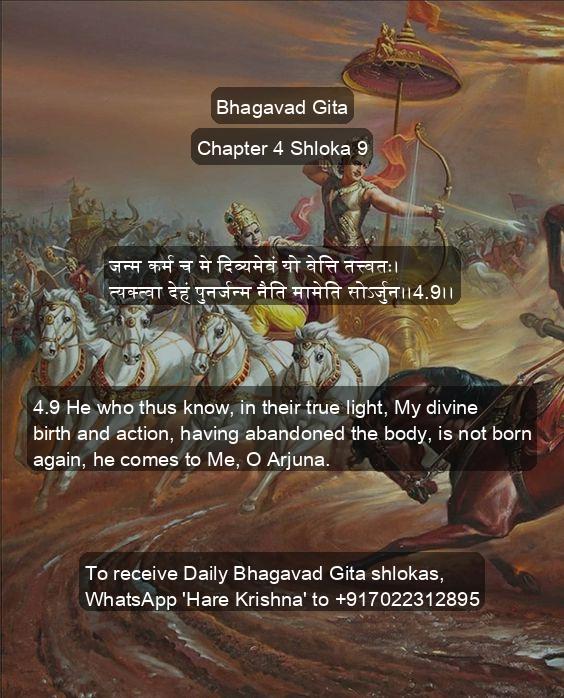 Bhagavad Gita
Chapter 4 Shloka 9
जन्म कर्म च मे दिव्यमेवं यो वेत्ति तत्त्वतः।
त्यक्त्वा देहं पुनर्जन्म नैति मामेति सोऽर्जुन।।4.9।।
4.9 He who thus know, in their true light, My divine
birth and action, having abandoned the body, is not born
again, he comes to Me, O Arjuna.
To receive Daily Bhagavad Gita shlokas,
WhatsApp 'Hare Krishna' to +917022312895